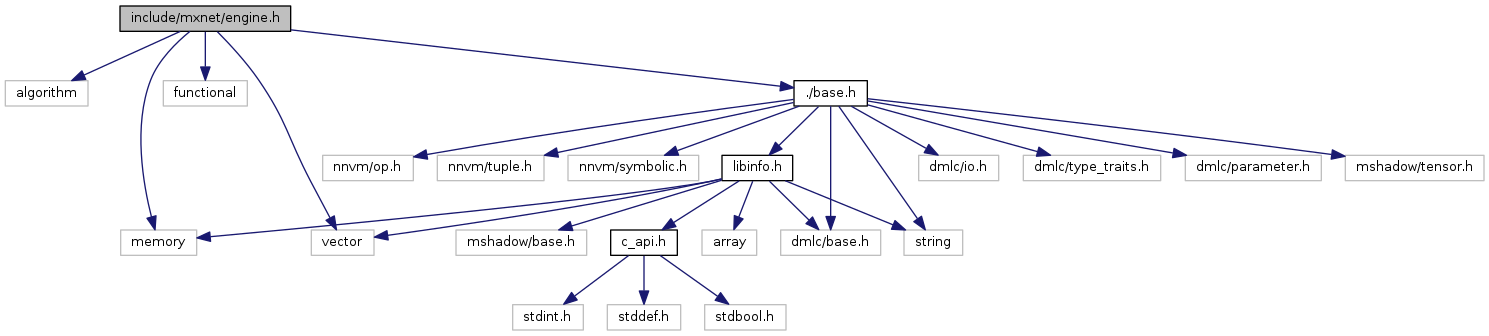 include/mxnet/engine.h
algorithm
functional
./base.h
nnvm/op.h
nnvm/tuple.h
nnvm/symbolic.h
libinfo.h
dmlc/io.h
dmlc/type_traits.h
dmlc/parameter.h
mshadow/tensor.h
memory
vector
mshadow/base.h
c_api.h
array
dmlc/base.h
string
stdint.h
stddef.h
stdbool.h